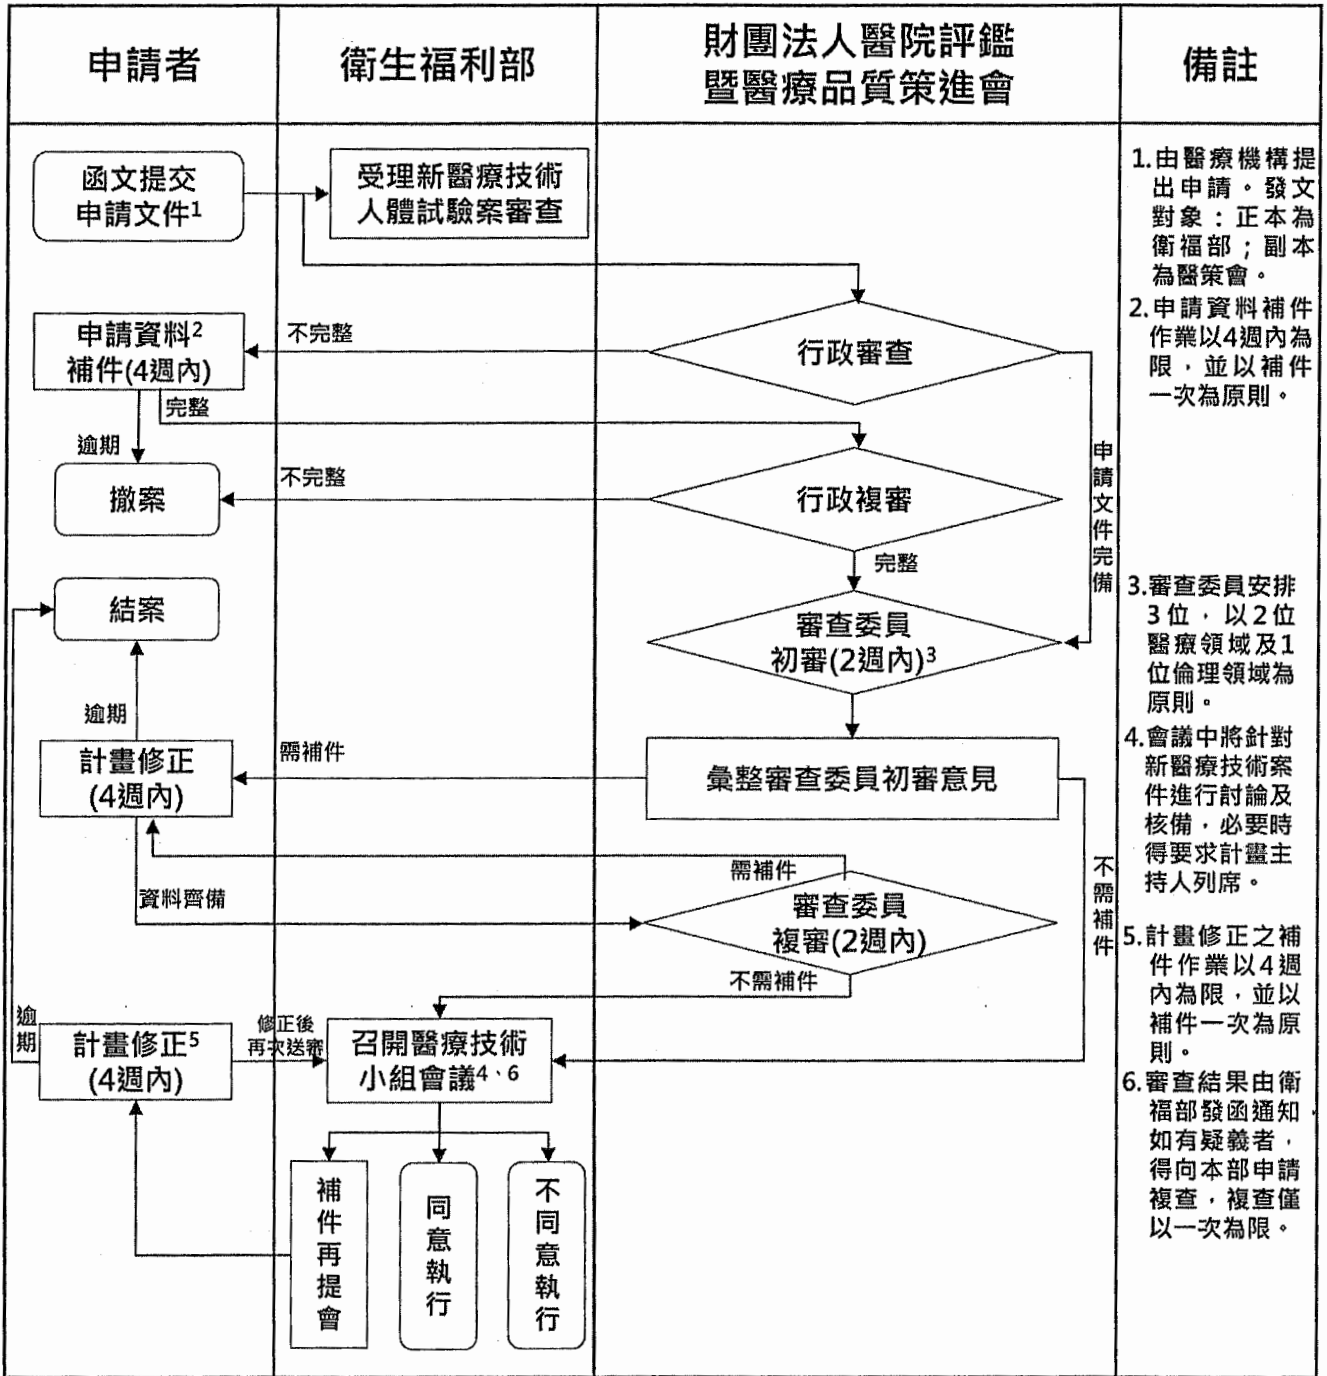 申請者
衛生福利部
財團法人醫院評鑑
暨醫療品質策進會
備註
函文提交
申請文件1
受理新醫療技術
人體試驗案審查
行政審查
不完整
申請資料2
補件(4週內)
完整
逾期
撤案
不完整
行政複審
申請文件完備
完整
結案
審查委員
初審(2週內)3
逾期
計畫修正
(4週內)
需補件
彙整審查委員初審意見
不需補件
需補件
資料齊備
審查委員
複審(2週內)
不需補件
逾期
計畫修正5
(4週內)
修正後
再次送審
召開醫療技術
小組會議4、6
補件再提會
同意執行
不同意執行
1.由醫療機構提
出申請。發文
對象：正本為
衛福部；副本
為醫策會。
2.申請資料補件
作業以4週內為
限，並以補件
一次為原則。
3.審查委員安排
3位，以2位
醫療領域及1
位倫理領域為
原則。
4.會議中將針對
新醫療技術案
件進行討論及
核備，必要時
得要求計畫主
持人列席。
5.計畫修正之補
件作業以4週
內為限，並以
補件一次為原
則。
6.審查結果由衛
福部發函通知，
如有疑義者，
得向本部申請
複查，複查僅
以一次為限。